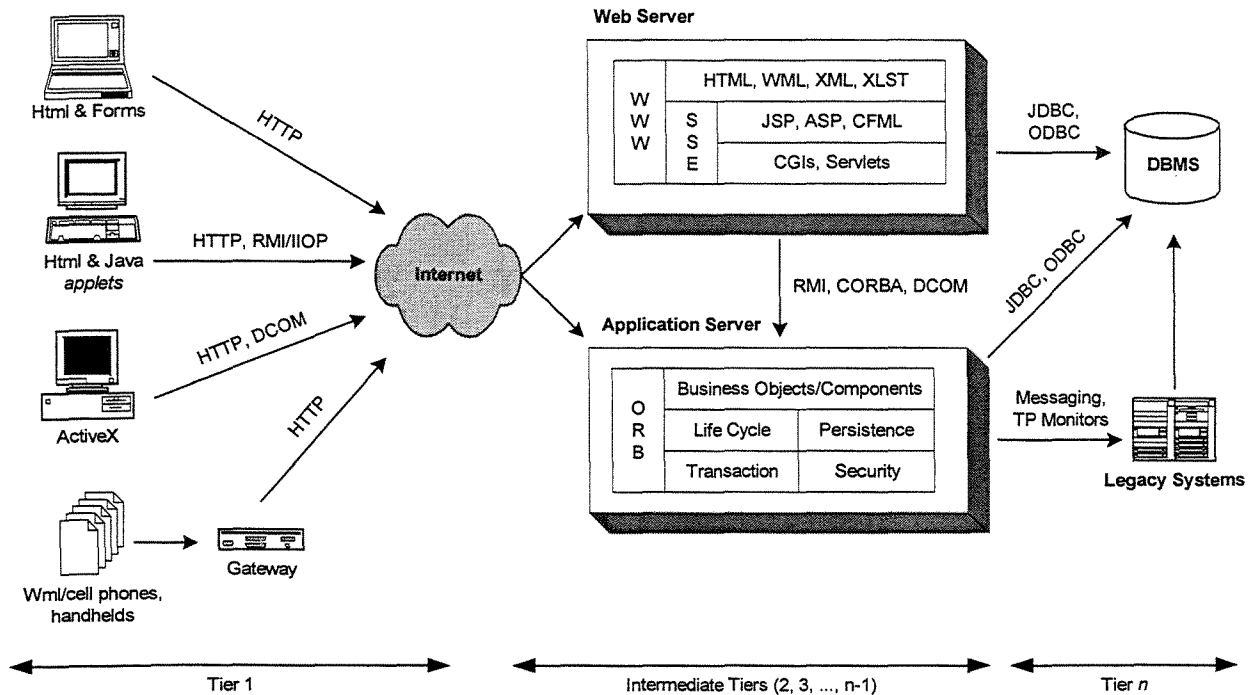 Web Server
W
W
W
HTML, WML, XML, XLST
S
S
E
JSP, ASP, CFML
CGIs, Servlets
Html & Forms
HTTP
JDBC,
ODBC
DBMS
Html & Java
applets
HTTP, RMI/IIOP
Internet
RMI, CORBA, DCOM
JDBC, ODBC
ActiveX
HTTP, DCOM
HTTP
Application Server
O
R
B
Business Objects/Components
Life Cycle
Persistence
Transaction
Security
Messaging,
TP Monitors
Legacy Systems
Wml/cell phones,
handhelds
Gateway
Tier 1
Intermediate Tiers (2, 3, ..., n-1)
Tier n